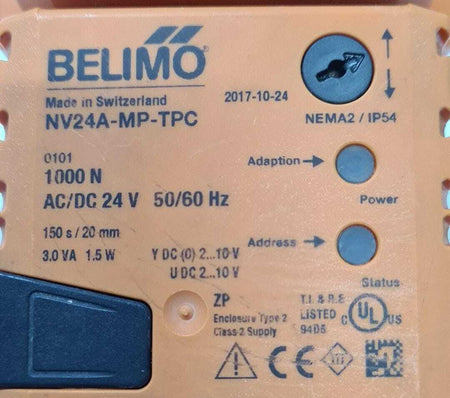 BELIMO®
Made in Switzerland
2017-10-24
NV24A-MP-TPC
NEMA2 / IP54
0101
1000 N
AC/DC 24 V 50/60 Hz
Adaption
Power
150 s / 20 mm
3.0 VA 1.5 W
Y DC (0) 2...10 V
U DC 2...10 V
Address
Status
ZP
Enclosure Type 2
Class 2 Supply
T.I. & R.E
LISTED
94D5
C UL US
CE